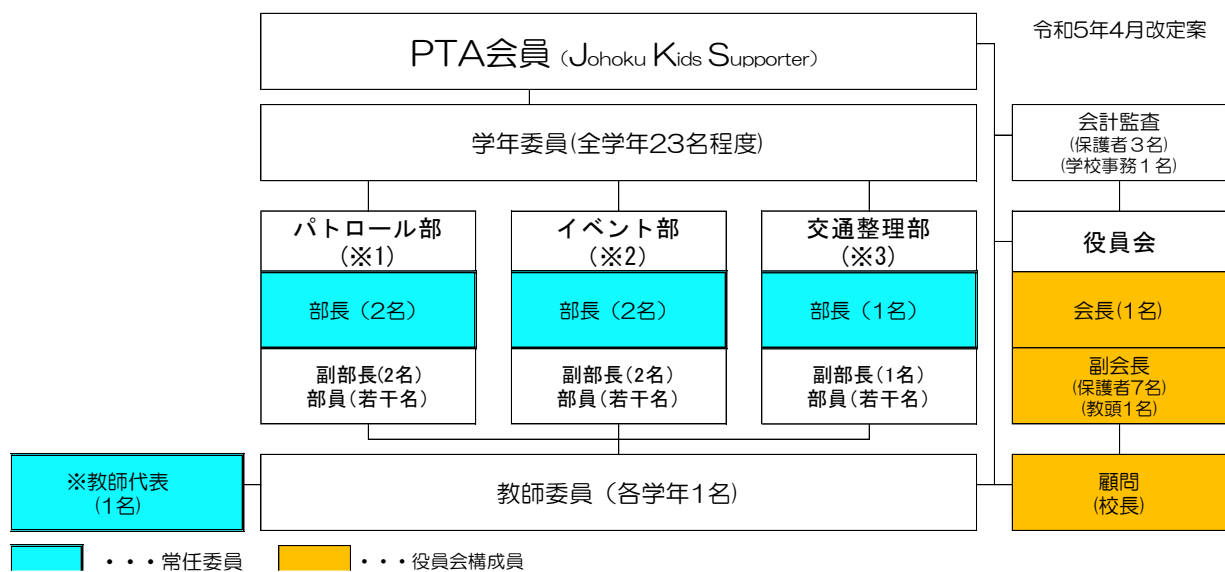 令和5年4月改定案
PTA会員（Johoku Kids Supporter）
学年委員(全学年23名程度)
会計監査
(保護者3名)
(学校事務1名)
パトロール部
(※1)
イベント部
(※2)
交通整理部
(※3)
役員会
部長（2名）
部長（2名）
部長（1名）
会長(1名)
副部長(2名)
部員(若干名)
副部長(2名)
部員(若干名)
副部長(1名)
部員(若干名)
副会長
(保護者7名)
(教頭1名)
※教師代表
(1名)
教師委員（各学年1名）
顧問
(校長)
・・・常任委員
・・・役員会構成員